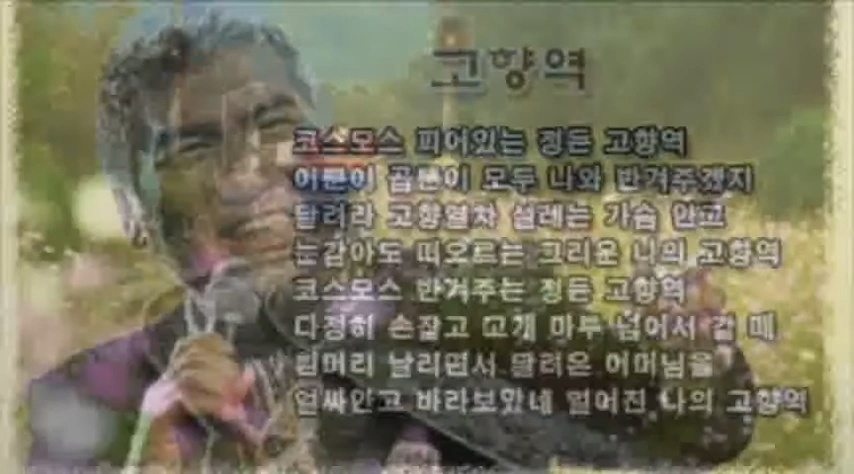 고향역
코스모스 피어있는 정든 고향역
이쁜이 곱쁜이 모두 나와 반겨주겠지
달려라 고향열차 설레는 가슴 안고
눈감아도 떠오르는 그리운 나의 고향역
코스모스 반겨주는 정든 고향역
다정히 손잡고 고개 마루 넘어서 갈 때
흰머리 날리면서 달려온 어머님을
얼싸안고 바라보았네 멀어진 나의 고향역